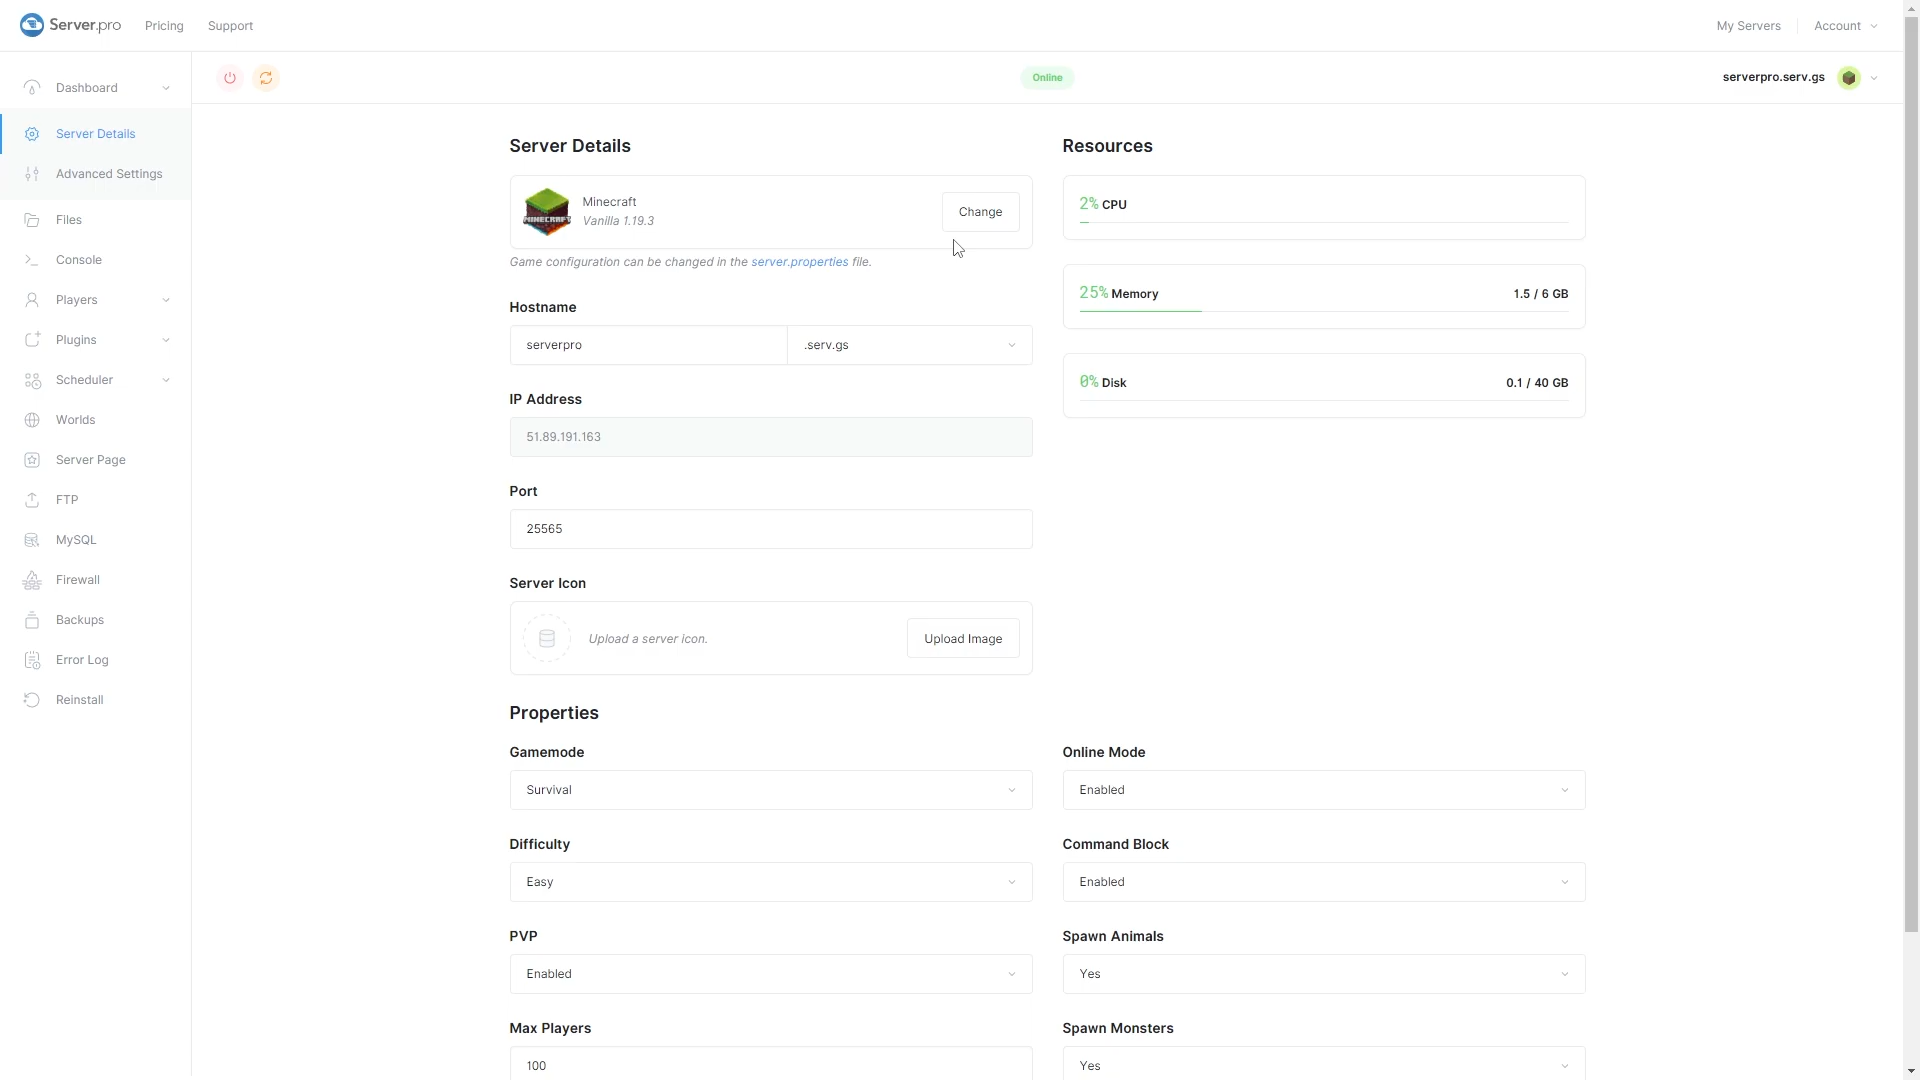 Server.pro
Pricing
Support
My Servers
Account
Online
serverpro.serv.gs
Dashboard
Server Details
Advanced Settings
Files
Console
Players
Plugins
Scheduler
Worlds
Server Page
FTP
MySQL
Firewall
Backups
Error Log
Reinstall
Server Details
MINECRAFT
Minecraft
Vanilla 1.19.3
Change
Game configuration can be changed in the server.properties file.
Hostname
serverpro
.serv.gs
IP Address
51.89.191.163
Port
25565
Server Icon
Upload a server icon.
Upload Image
Resources
2% CPU
25% Memory
1.5 / 6 GB
0% Disk
0.1 / 40 GB
Properties
Gamemode
Survival
Online Mode
Enabled
Difficulty
Easy
Command Block
Enabled
PVP
Enabled
Spawn Animals
Yes
Max Players
100
Spawn Monsters
Yes